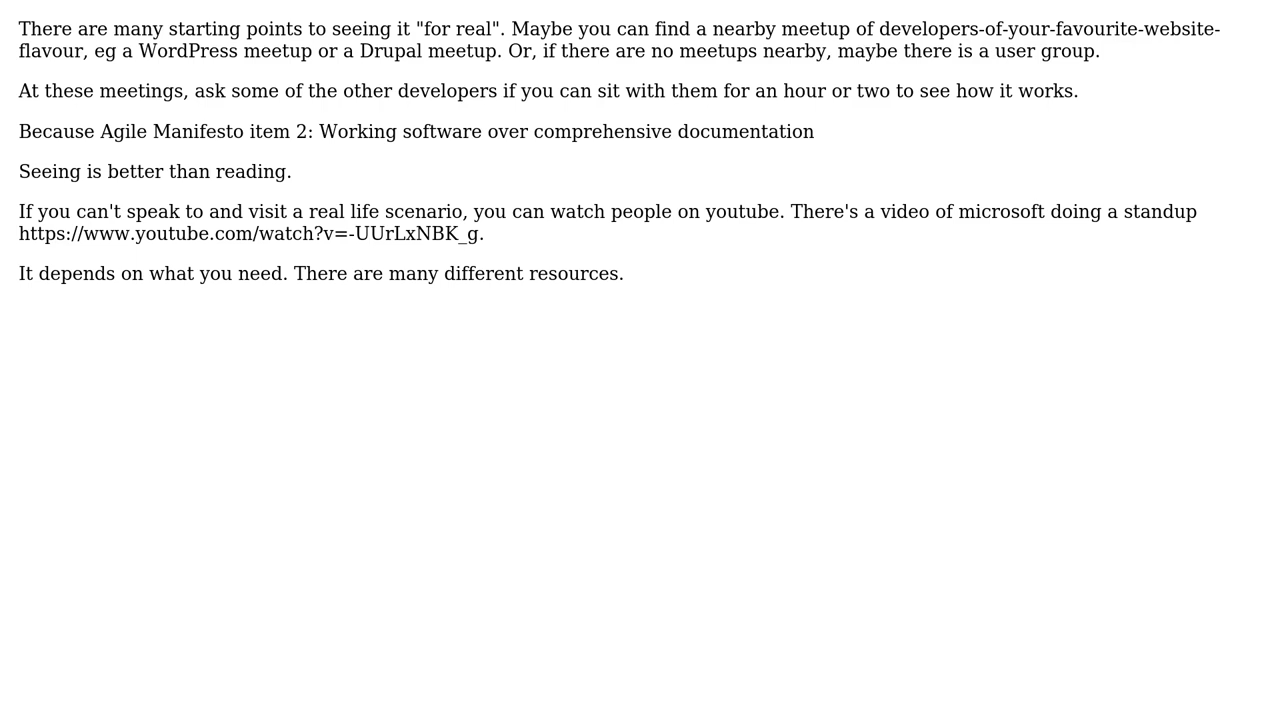 There are many starting points to seeing it "for real". Maybe you can find a nearby meetup of developers-of-your-favourite-website-
flavour, eg a WordPress meetup or a Drupal meetup. Or, if there are no meetups nearby, maybe there is a user group.
At these meetings, ask some of the other developers if you can sit with them for an hour or two to see how it works.
Because Agile Manifesto item 2: Working software over comprehensive documentation
Seeing is better than reading.
If you can't speak to and visit a real life scenario, you can watch people on youtube. There's a video of microsoft doing a standup
https://www.youtube.com/watch?v=-UUrLxNBK_g.
It depends on what you need. There are many different resources.